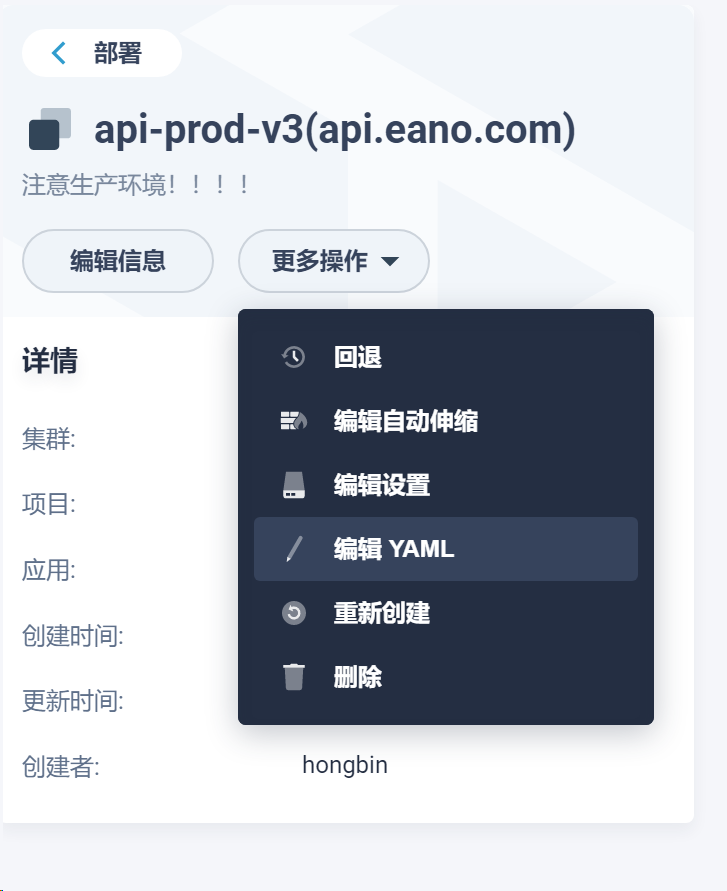 部署
api-prod-v3(api.eano.com)
注意生产环境！！！！
编辑信息
更多操作
回退
编辑自动伸缩
编辑设置
编辑 YAML
重新创建
删除
详情
集群:
项目:
应用:
创建时间:
更新时间:
创建者:
hongbin